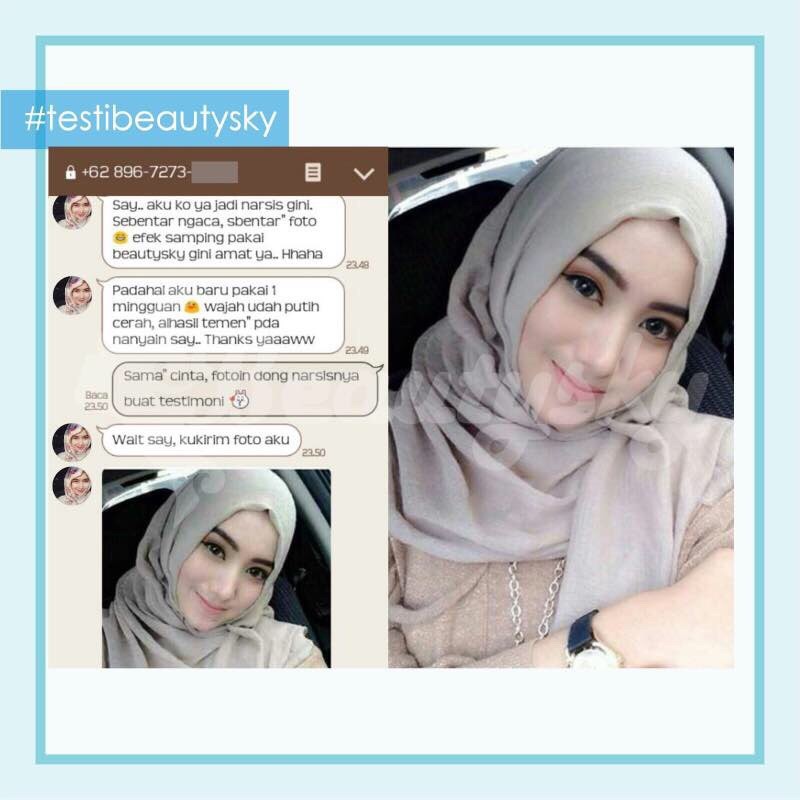 #testibeautysky
+62 896-7273-
Say.. aku ko ya jadi narsis gini.
Sebentar ngaca, sbentar" foto
😂 efek samping pakai
beautysky gini amat ya.. Hhaha
23.48
Padahal aku baru pakai 1
mingguan wajah udah putih
cerah, alhasil temen" pda
nanyain say.. Thanks yaaaww
23.49
Sama" cinta, fotoin dong narsisnya
buat testimoni
Baca
23.50
Wait say, kukirim foto aku
23.50